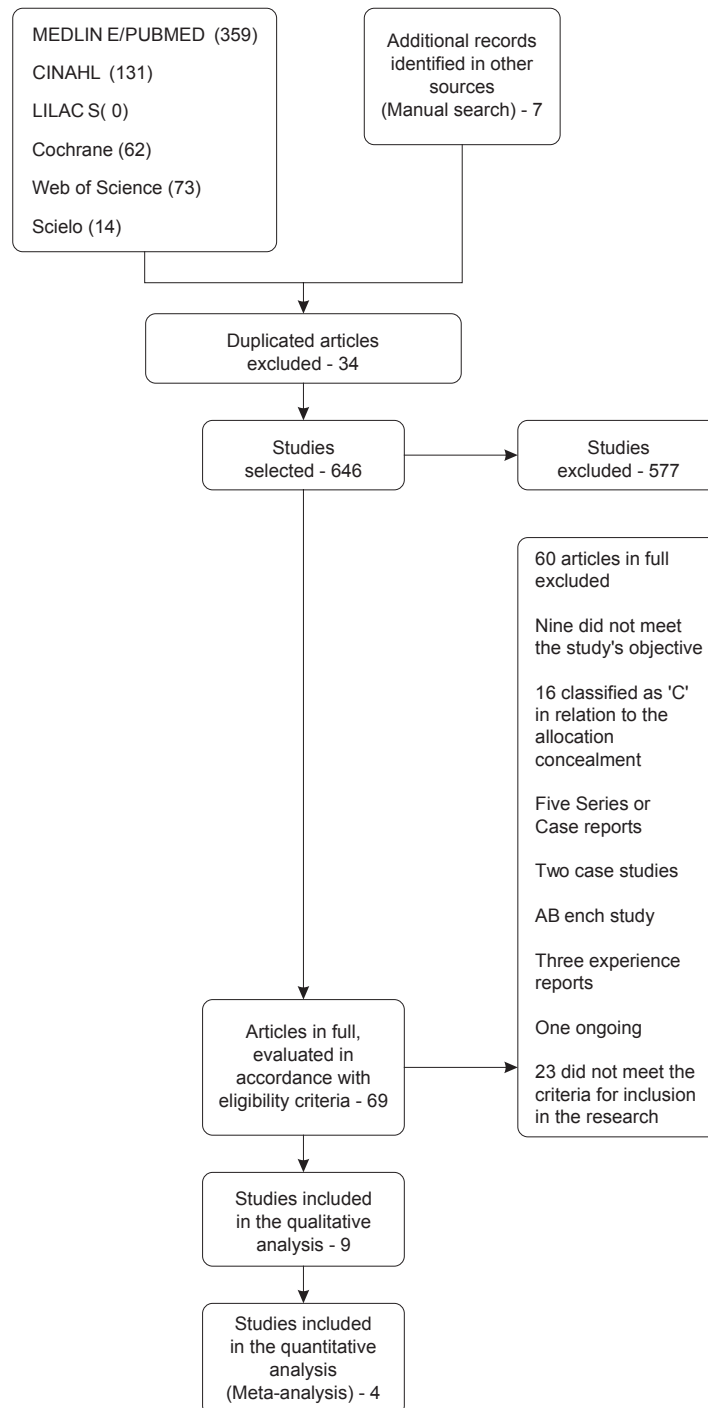 MEDLIN E/PUBMED (359)
CINAHL (131)
LILAC S( 0)
Cochrane (62)
Web of Science (73)
Scielo (14)
Additional records
identified in other
sources
(Manual search) - 7
Duplicated articles
excluded - 34
Studies
selected - 646
Studies
excluded - 577
60 articles in full
excluded
Nine did not meet
the study's objective
16 classified as 'C'
in relation to the
allocation
concealment
Five Series or
Case reports
Two case studies
AB ench study
Three experience
reports
One ongoing
23 did not meet the
criteria for inclusion
in the research
Articles in full,
evaluated in
accordance with
eligibility criteria - 69
Studies included
in the qualitative
analysis - 9
Studies included
in the quantitative
analysis
(Meta-analysis) - 4